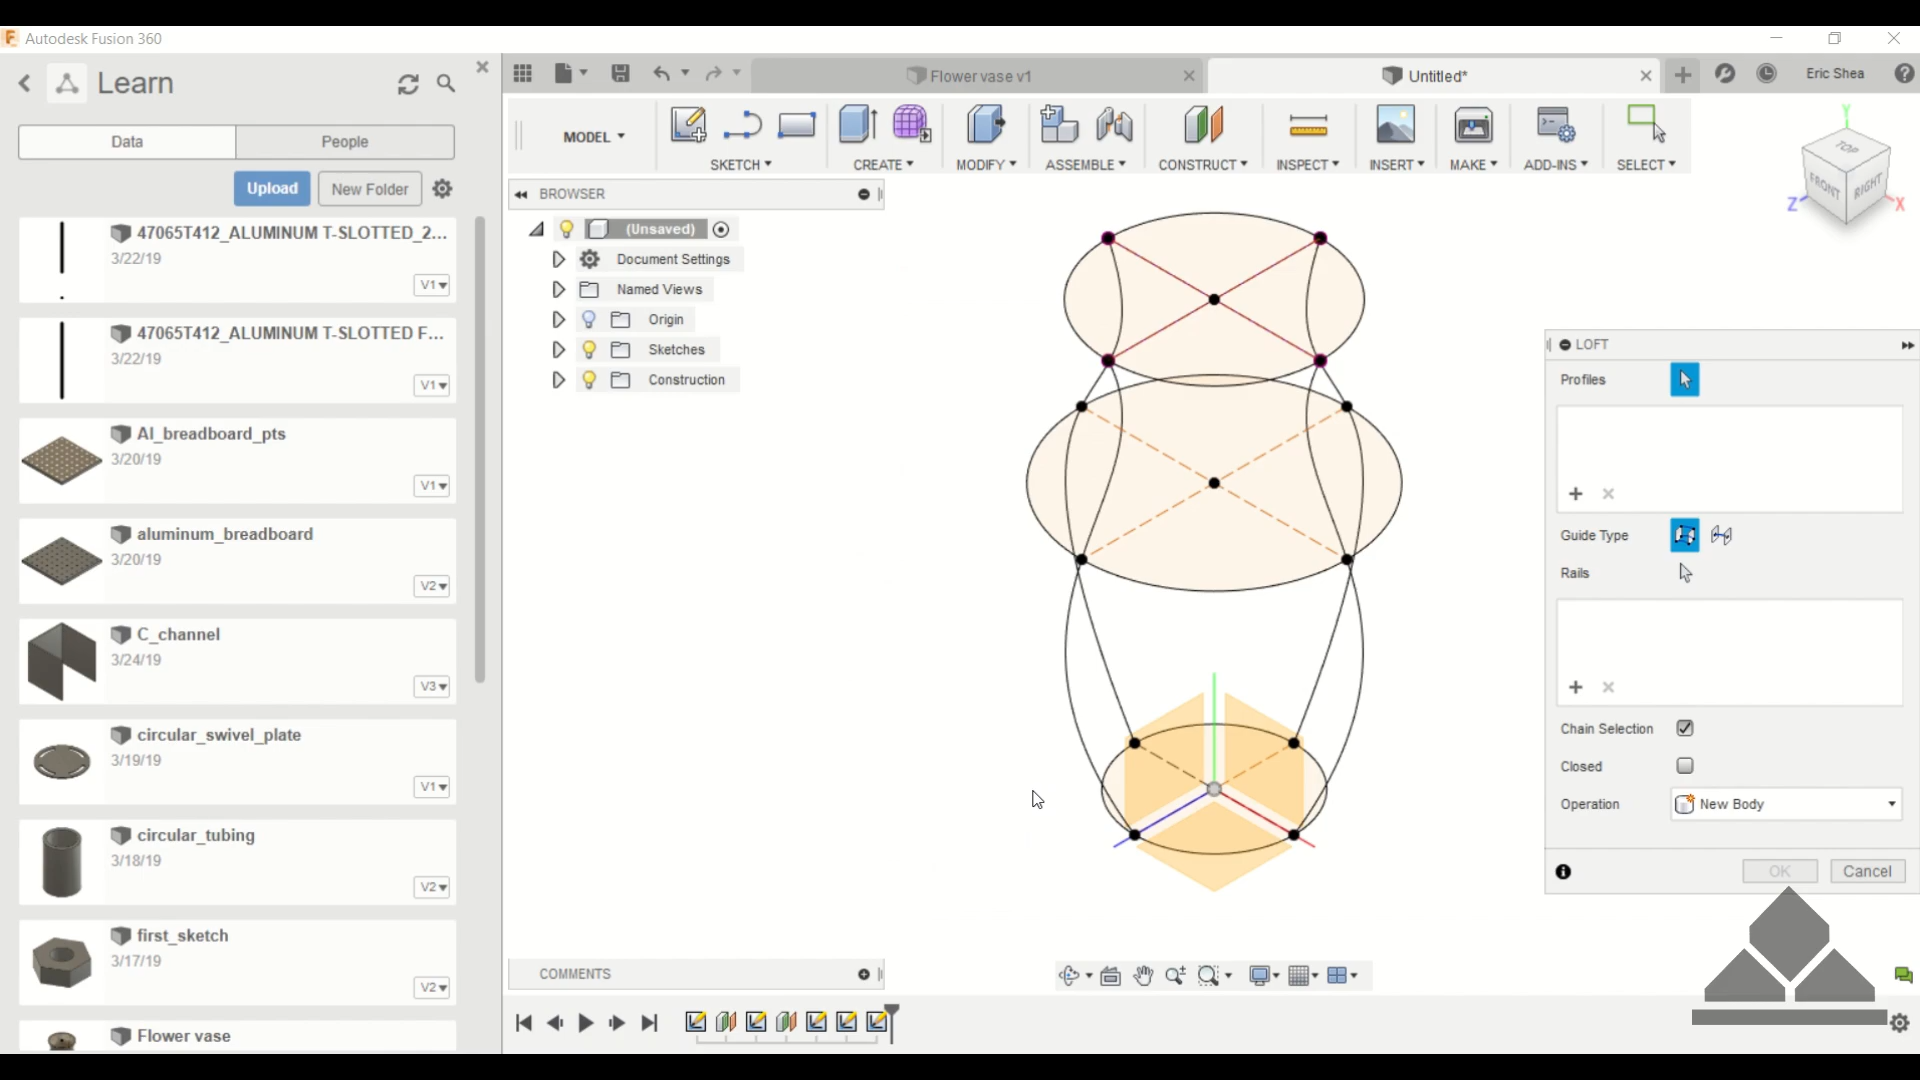 Autodesk Fusion 360
Learn
Data People
Upload New Folder
47065T412_ALUMINUM T-SLOTTED_2...
3/22/19
V1
47065T412_ALUMINUM T-SLOTTED F...
3/22/19
V1
Al_breadboard_pts
3/20/19
V1
aluminum_breadboard
3/20/19
V2
C_channel
3/24/19
V3
circular_swivel_plate
3/19/19
V1
circular_tubing
3/18/19
V2
first_sketch
3/17/19
V2
Flower vase
Flower vase v1
Untitled*
Eric Shea
MODEL
SKETCH CREATE MODIFY ASSEMBLE CONSTRUCT INSPECT INSERT MAKE ADD-INS SELECT
BROWSER
(Unsaved)
Document Settings
Named Views
Origin
Sketches
Construction
Y
TOP
FRONT RIGHT
Z X
LOFT
Profiles
Guide Type
Rails
Chain Selection
Closed
Operation New Body
OK Cancel
COMMENTS